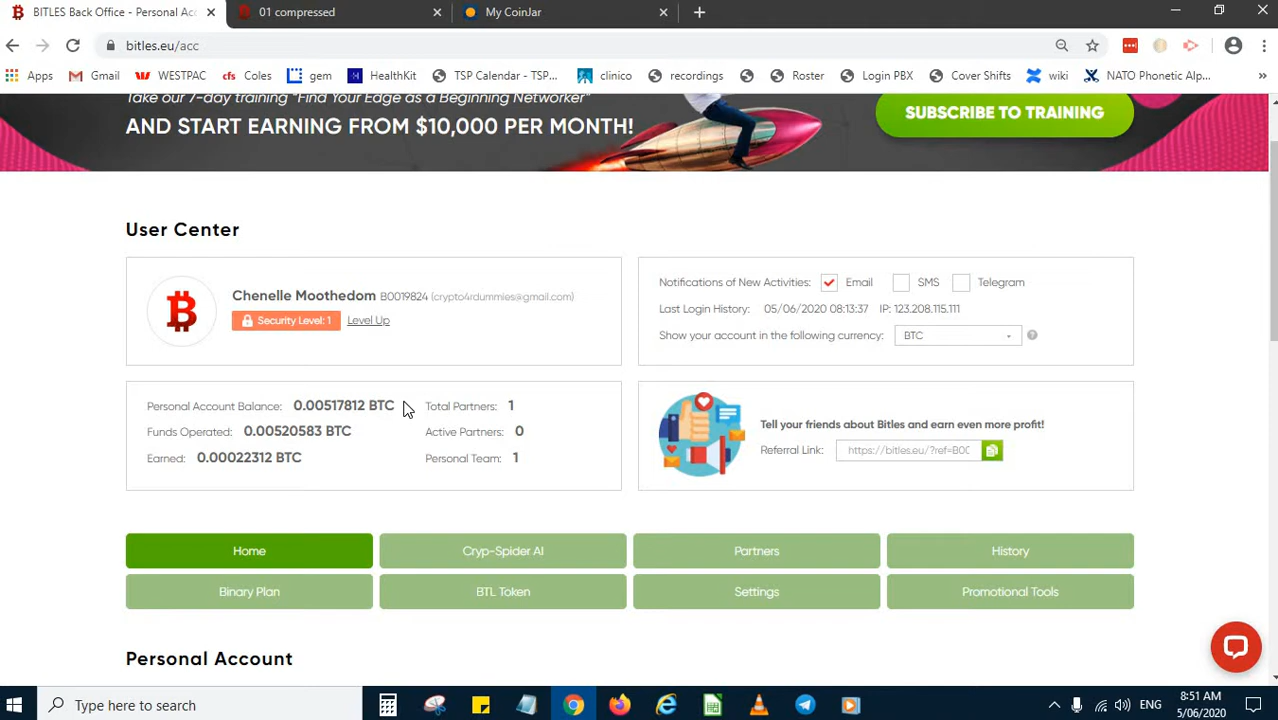 BITLES Back Office - Personal Acc
01 compressed
My CoinJar
bitles.eu/acc
Apps
Gmail
WESTPAC
cfs Coles
gem
HealthKit
TSP Calendar - TSP...
clinico
recordings
Roster
Login PBX
Cover Shifts
wiki
NATO Phonetic Alp...
Take our 7-day training "Find Your Edge as a Beginning Networker"
AND START EARNING FROM $10,000 PER MONTH!
SUBSCRIBE TO TRAINING
User Center
Chenelle Moothedom B0019824 (crypto4rdummies@gmail.com)
Security Level: 1 Level Up
Notifications of New Activities: Email SMS Telegram
Last Login History: 05/06/2020 08:13:37 IP: 123.208.115.111
Show your account in the following currency: BTC ?
Personal Account Balance: 0.00517812 BTC
Funds Operated: 0.00520583 BTC
Earned: 0.00022312 BTC
Total Partners: 1
Active Partners: 0
Personal Team: 1
Tell your friends about Bitles and earn even more profit!
Referral Link: https://bitles.eu/?ref=B00
Home
Cryp-Spider AI
Partners
History
Binary Plan
BTL Token
Settings
Promotional Tools
Personal Account
Type here to search
ENG
8:51 AM
5/06/2020